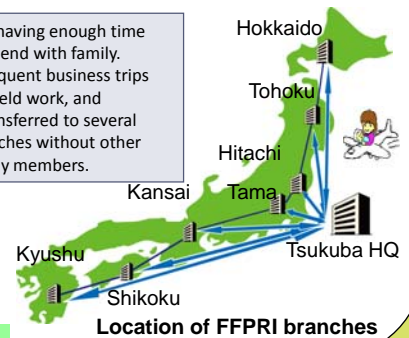 having enough time
end with family.
quent business trips
eld work, and
nsferred to several
ches without other
y members.
Hokkaido
Tohoku
Hitachi
Kansai
Tama
Kyushu
Tsukuba HQ
Shikoku
Location of FFPRI branches